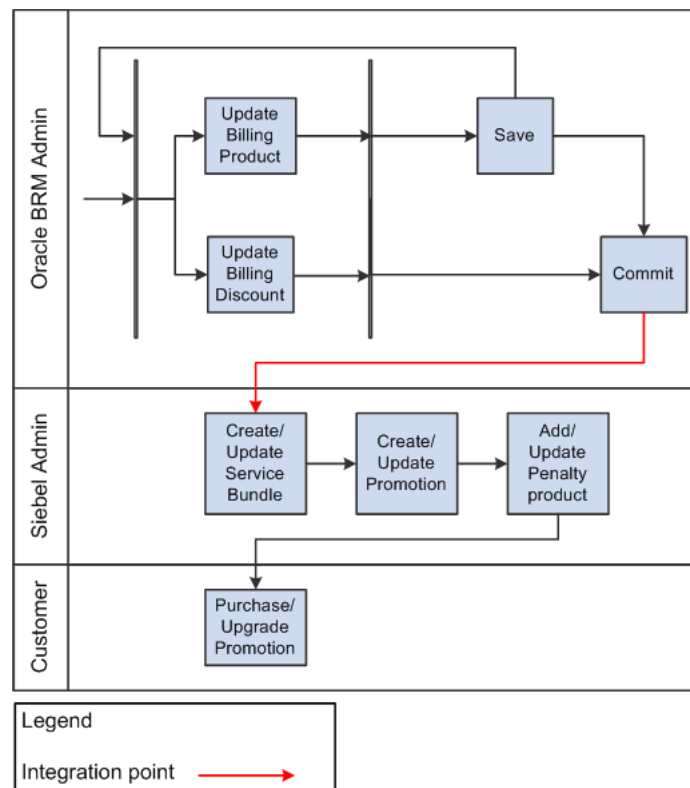 Oracle BRM Admin
Update
Billing
Product
Save
Update
Billing
Discount
Commit
Siebel Admin
Create/
Update
Service
Bundle
Create/
Update
Promotion
Add/
Update
Penalty
product
Customer
Purchase/
Upgrade
Promotion
Legend
Integration point